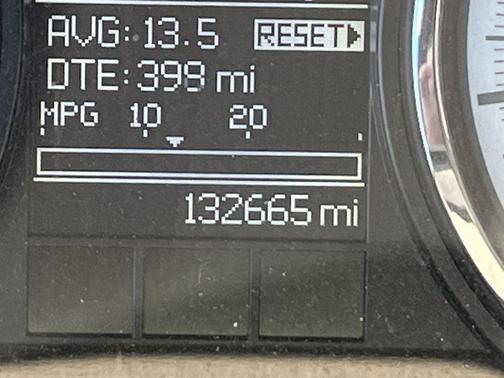 AVG: 13.5 RESET
DTE: 398 mi
MPG 10 20
132665 mi